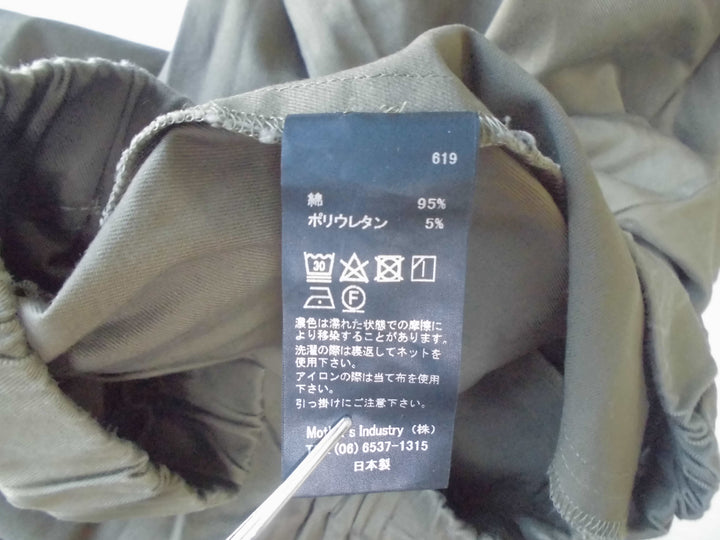 619
綿 95%
ポリウレタン 5%
30
F
濃色は濡れた状態での摩擦に
より移染することがあります。
洗濯の際は裏返してネットを
使用下さい。
アイロンの際は当て布を使用
下さい。
引っ掛けにご注意下さい。
Industry (株)
(06) 6537-1315
日本製